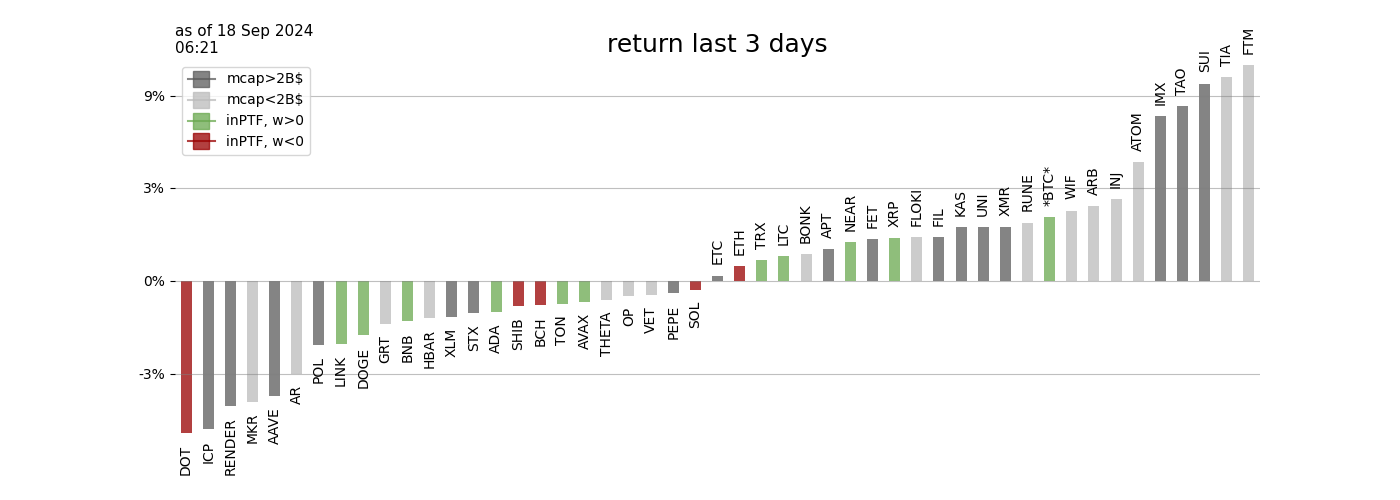 as of 18 Sep 2024
06:21
return last 3 days
mcap>2B$
mcap<2B$
inPTF, w>0
inPTF, w<0
9%
3%
0%
-3%
DOT
ICP
RENDER
MKR
AAVE
AR
POL
LINK
DOGE
GRT
BNB
HBAR
XLM
STX
ADA
SHIB
BCH
TON
AVAX
THETA
OP
VET
PEPE
SOL
ETC
ETH
TRX
LTC
BONK
APT
NEAR
FET
XRP
FLOKI
FIL
KAS
UNI
XMR
RUNE
*BTC*
WIF
ARB
INJ
ATOM
IMX
TAO
SUI
TIA
FTM